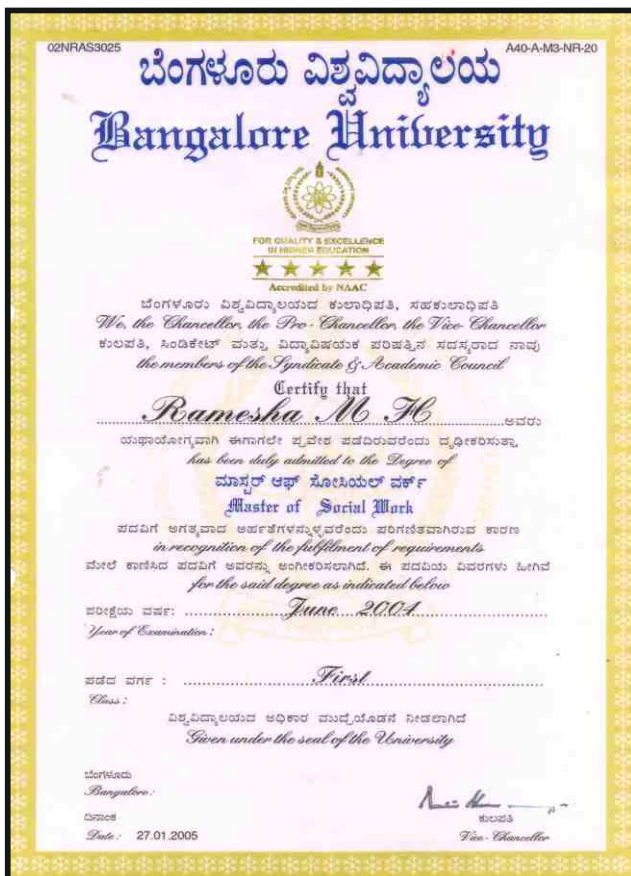 02NRAS3025 A40-A-M3-NR-20
ಬೆಂಗಳೂರು ವಿಶ್ವವಿದ್ಯಾಲಯ
Bangalore University
FOR QUALITY & EXCELLENCE
IN HIGHER EDUCATION
Accredited by NAAC
ಬೆಂಗಳೂರು ವಿಶ್ವವಿದ್ಯಾಲಯದ ಕುಲಾಧಿಪತಿ, ಸಹಕುಲಾಧಿಪತಿ
We, the Chancellor, the Pro-Chancellor, the Vice-Chancellor
ಕುಲಪತಿ, ಸಿಂಡಿಕೇಟ್ ಮತ್ತು ವಿದ್ಯಾವಿಷಯಕ ಪರಿಷತ್ತಿನ ಸದಸ್ಯರಾದ ನಾವು
the members of the Syndicate & Academic Council
Certify that
Ramesha M H ಅವರು
ಯಥಾಯೋಗ್ಯವಾಗಿ ಈಗಾಗಲೇ ಪ್ರವೇಶ ಪಡೆದಿರುವರೆಂದು ದೃಢೀಕರಿಸುತ್ತಾ
has been duly admitted to the Degree of
ಮಾಸ್ಟರ್ ಆಫ್ ಸೋಸಿಯಲ್ ವರ್ಕ್
Master of Social Work
ಪದವಿಗೆ ಅಗತ್ಯವಾದ ಅರ್ಹತೆಗಳನ್ನುಳ್ಳವರೆಂದು ಪರಿಗಣಿತವಾಗಿರುವ ಕಾರಣ
in recognition of the fulfilment of requirements
ಮೇಲೆ ಕಾಣಿಸಿದ ಪದವಿಗೆ ಅವರನ್ನು ಅಂಗೀಕರಿಸಲಾಗಿದೆ. ಈ ಪದವಿಯ ವಿವರಗಳು ಹೀಗಿವೆ
for the said degree as indicated below
ಪರೀಕ್ಷೆಯ ವರ್ಷ: June 2004
Year of Examination:
ಪಡೆದ ವರ್ಗ : First
Class:
ವಿಶ್ವವಿದ್ಯಾಲಯದ ಅಧಿಕಾರ ಮುದ್ರೆಯೊಡನೆ ನೀಡಲಾಗಿದೆ
Given under the seal of the University
ಬೆಂಗಳೂರು
Bangalore:
ದಿನಾಂಕ ಕುಲಪತಿ
Date: 27.01.2005 Vice-Chancellor